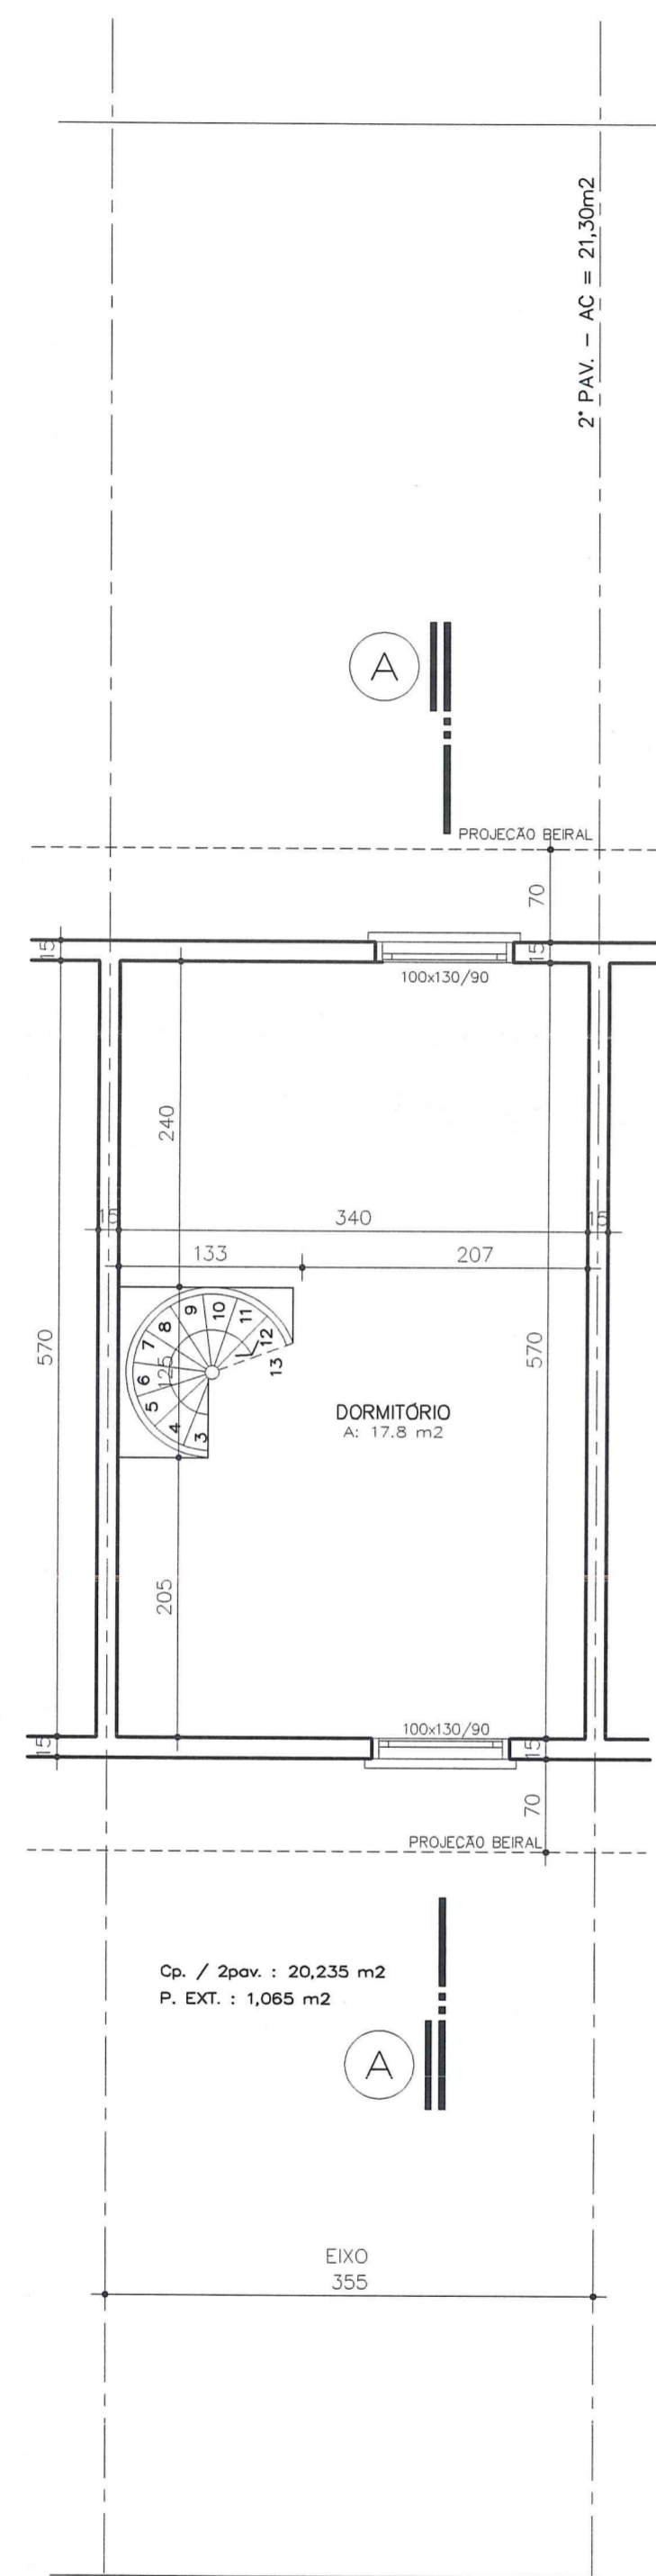 2° PAV. - AC = 21,30m2
A
PROJEÇÃO BEIRAL
70
15
15
100x130/90
240
15
340
15
133
207
570
570
9
10
11
8
12
7
13
6
125
5
4
3
DORMITÓRIO
A: 17.8 m2
205
100x130/90
15
15
70
PROJEÇÃO BEIRAL
Cp. / 2pav. : 20,235 m2
P. EXT. : 1,065 m2
A
EIXO
355